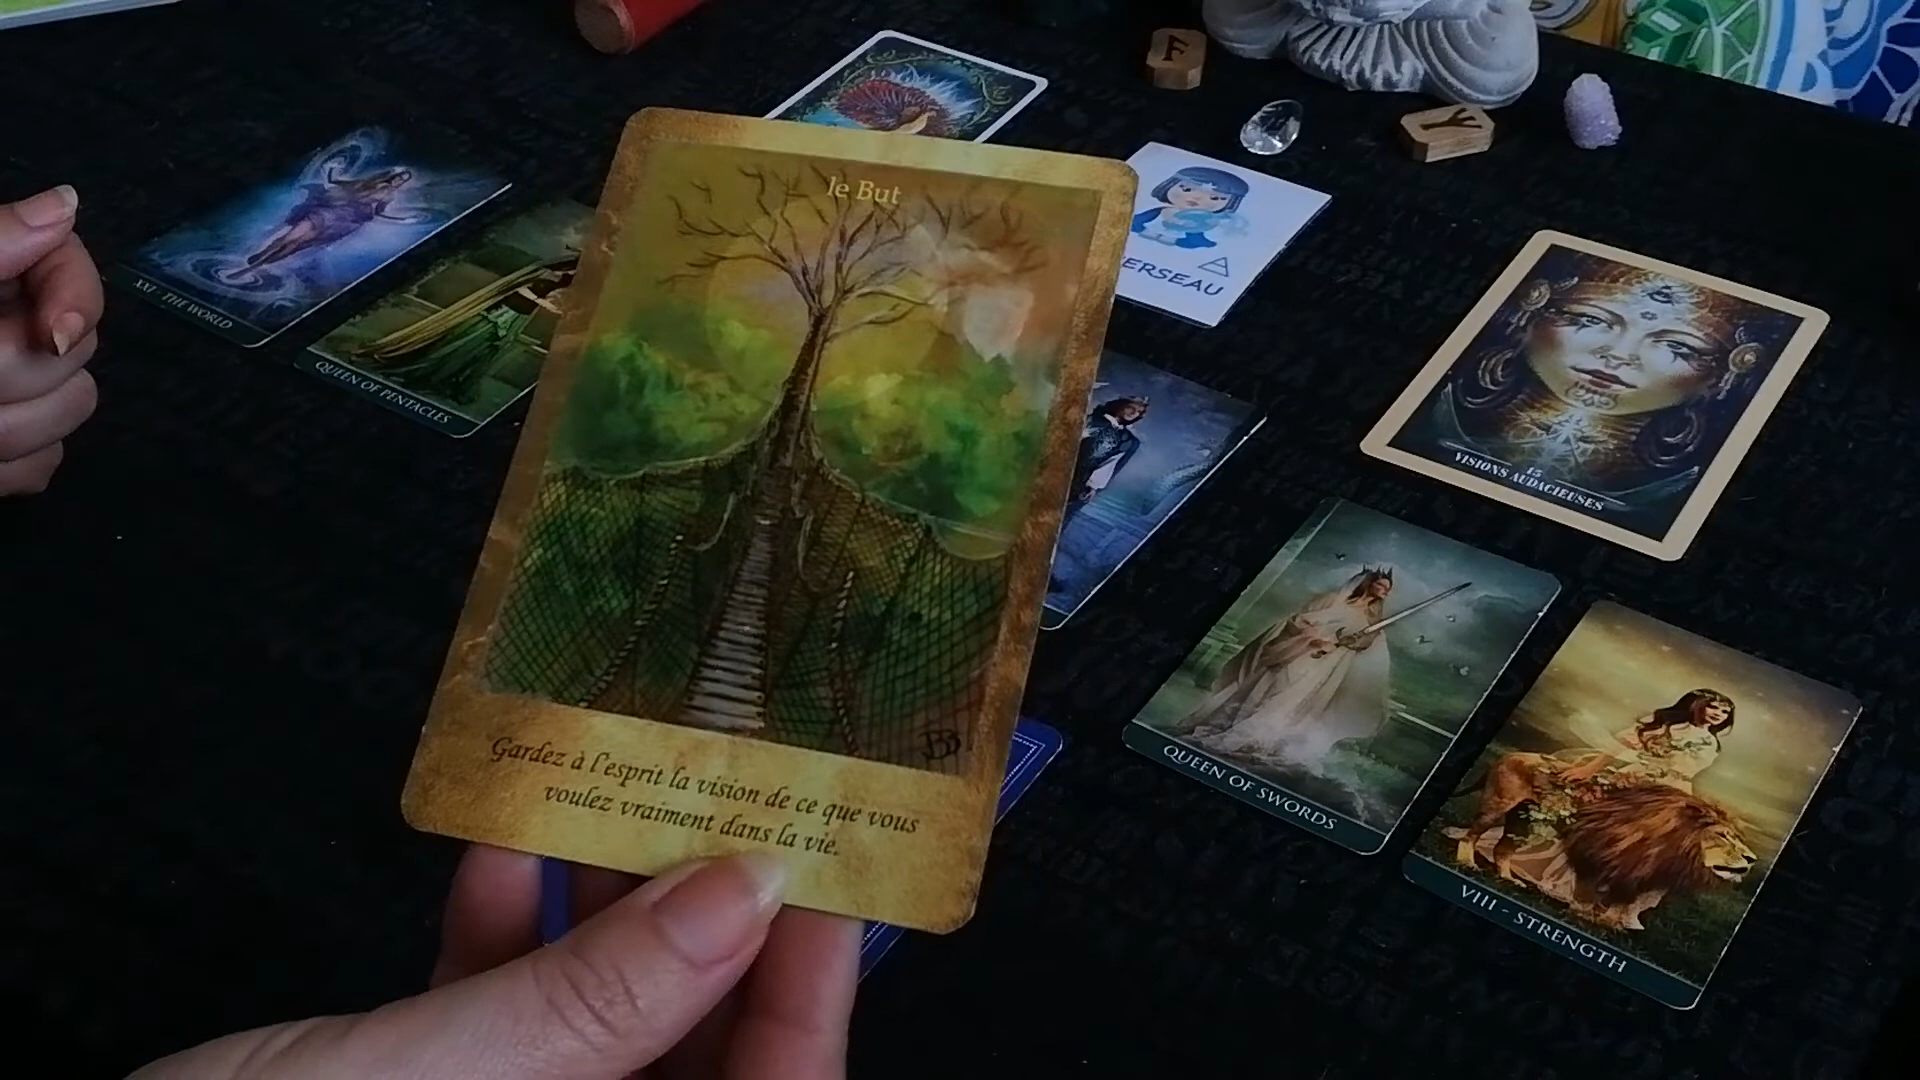 le But
Gardez à l'esprit la vision de ce que vous
voulez vraiment dans la vie.
BB
XXI - THE WORLD
QUEEN OF PENTACLES
ERSEAU
15
VISIONS AUDACIEUSES
QUEEN OF SWORDS
VIII - STRENGTH